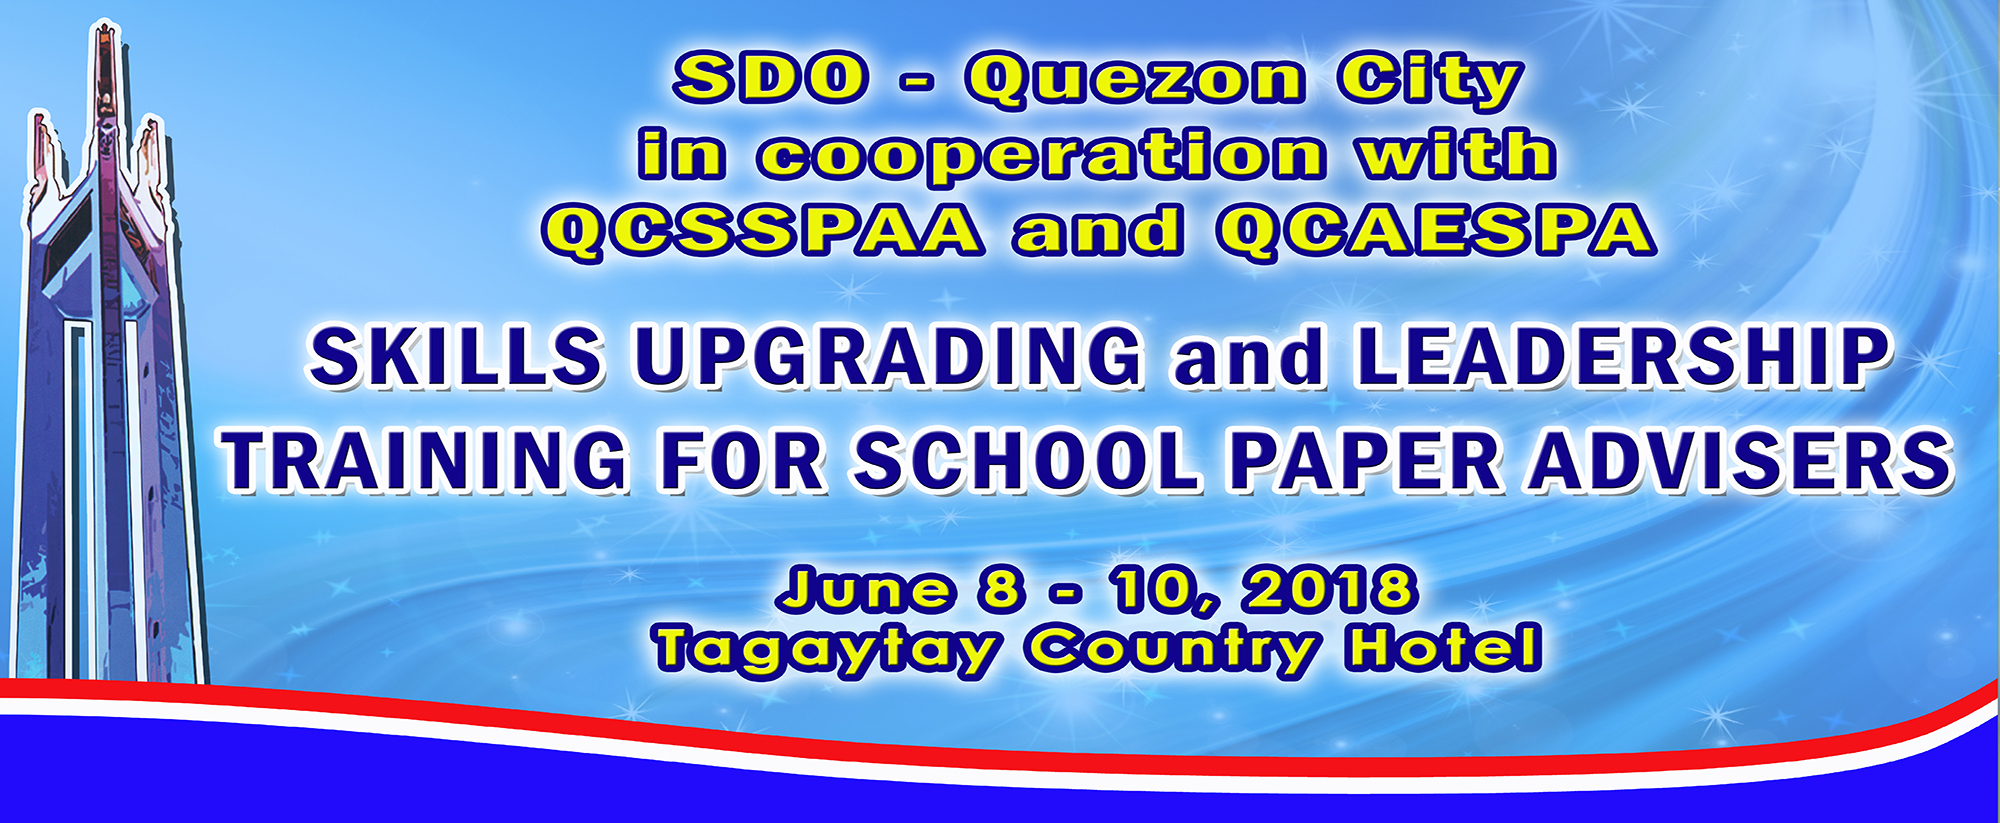 SDO - Quezon City
in cooperation with
QCSSPAA and QCAESPA
SKILLS UPGRADING and LEADERSHIP
TRAINING FOR SCHOOL PAPER ADVISERS
June 8 - 10, 2018
Tagaytay Country Hotel